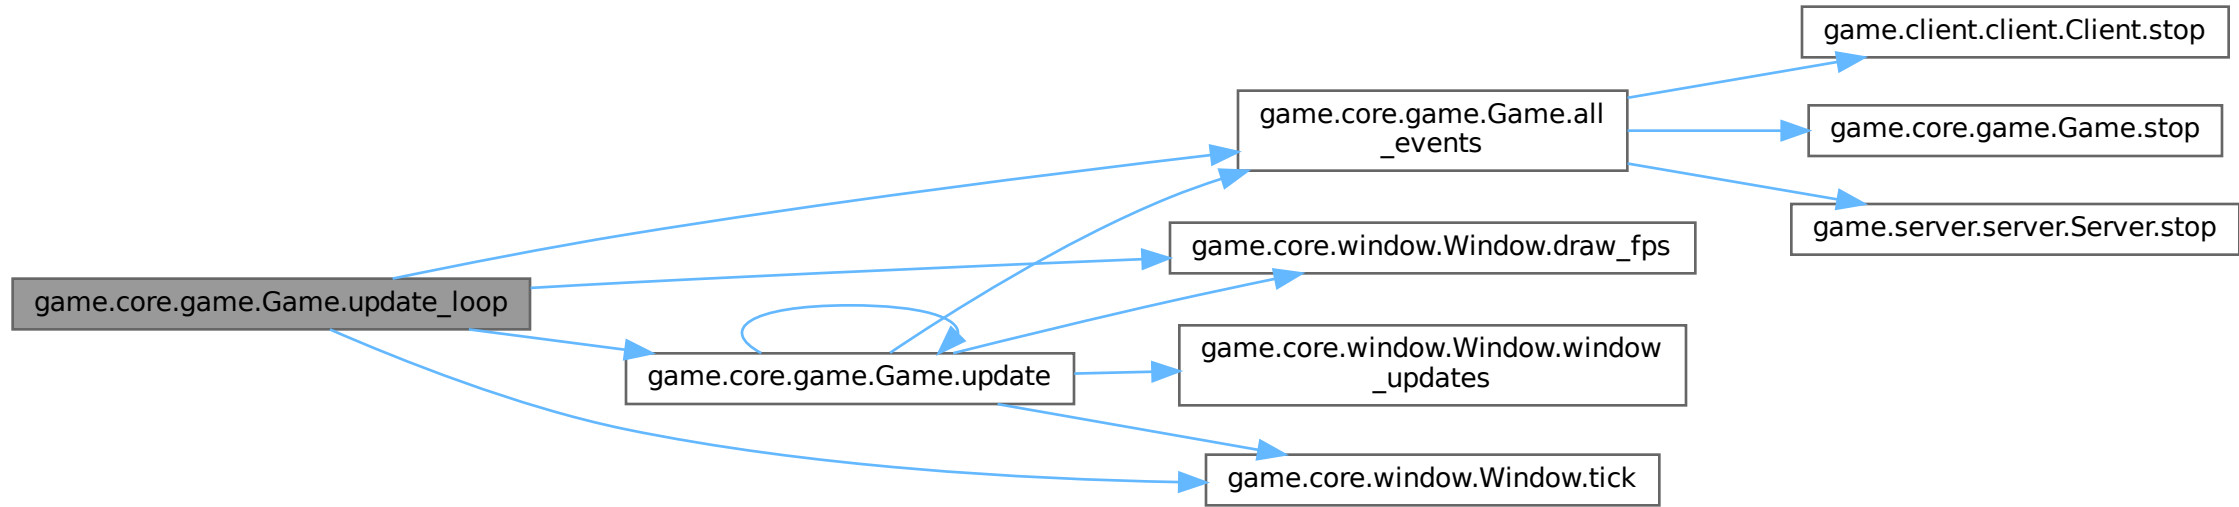 game.core.game.Game.update_loop
game.core.game.Game.update
game.core.game.Game.all
_events
game.core.window.Window.draw_fps
game.core.window.Window.window
_updates
game.core.window.Window.tick
game.client.client.Client.stop
game.core.game.Game.stop
game.server.server.Server.stop